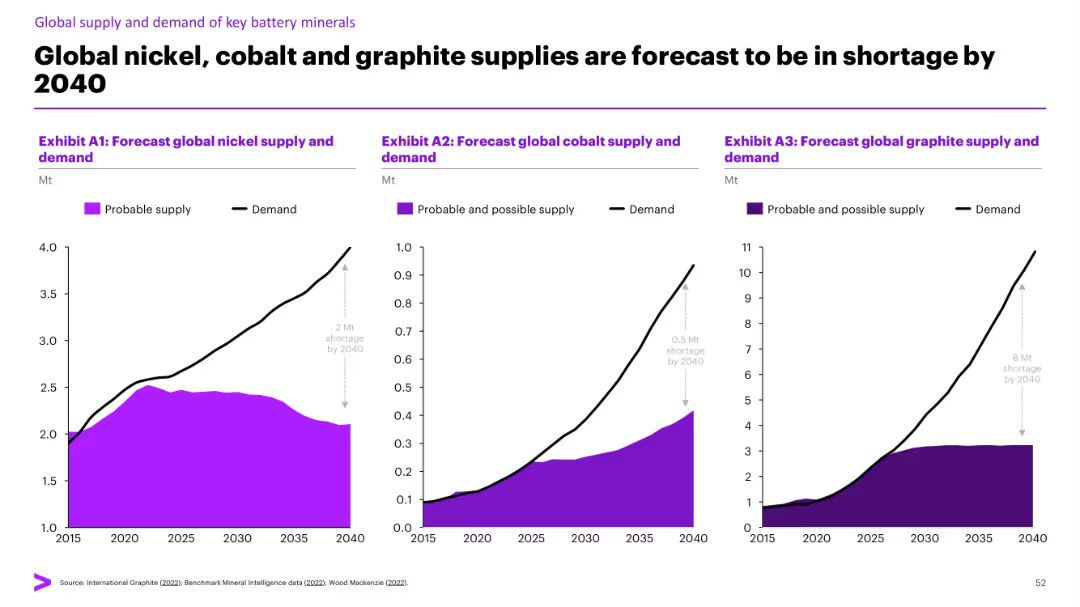 Global supply and demand of key battery minerals
Global nickel, cobalt and graphite supplies are forecast to be in shortage by
2040
Exhibit A1: Forecast global nickel supply and
demand
Mt
Probable supply
Demand
4.0
3.5
3.0
2.5
2.0
1.5
1.0
2 Mt
shortage
by 2040
2015
2020
2025
2030
2035
2040
Exhibit A2: Forecast global cobalt supply and
demand
Mt
Probable and possible supply
Demand
1.0
0.9
0.8
0.7
0.6
0.5
0.4
0.3
0.2
0.1
0.0
0.5 Mt
shortage
by 2040
2015
2020
2025
2030
2035
2040
Exhibit A3: Forecast global graphite supply and
demand
Mt
Probable and possible supply
Demand
11
10
9
8
7
6
5
4
3
2
1
0
8 Mt
shortage
by 2040
2015
2020
2025
2030
2035
2040
Source: International Graphite (2022); Benchmark Mineral Intelligence data (2022); Wood Mackenzie (2022).
52